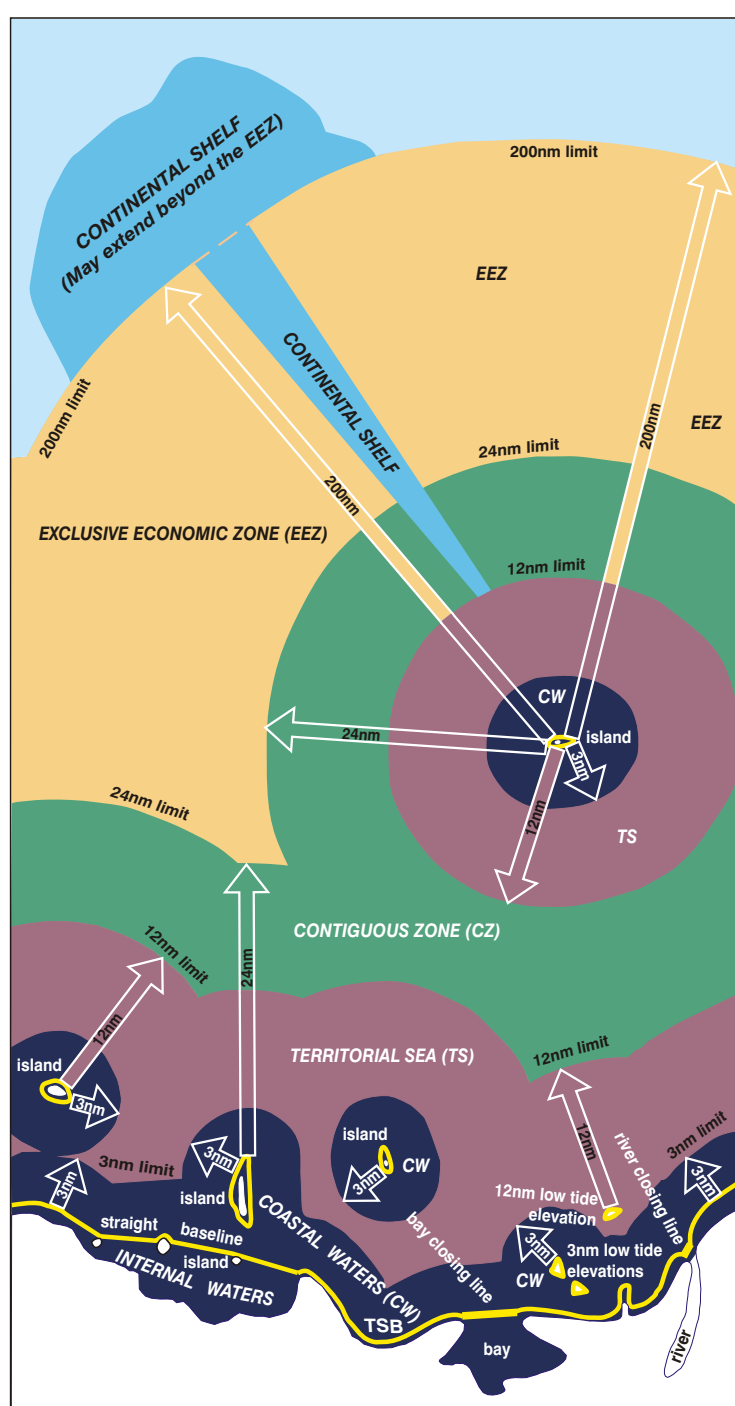 CONTINENTAL SHELF
(May extend beyond the EEZ)
200nm limit
EEZ
CONTINENTAL SHELF
200nm limit
200nm
EEZ
24nm limit
200nm
EXCLUSIVE ECONOMIC ZONE (EEZ)
12nm limit
CW
24nm
island
3nm
24nm limit
12nm
TS
CONTIGUOUS ZONE (CZ)
12nm limit
24nm
12nm
TERRITORIAL SEA (TS)
12nm limit
island
3nm
12nm
island
river closing line
3nm limit
3nm limit
3nm
CW
3nm
3nm
3nm
island
12nm low tide
elevation
straight
baseline
COASTAL WATERS (CW)
bay closing line
3nm
3nm low tide
elevations
island
INTERNAL WATERS
CW
TSB
bay
river